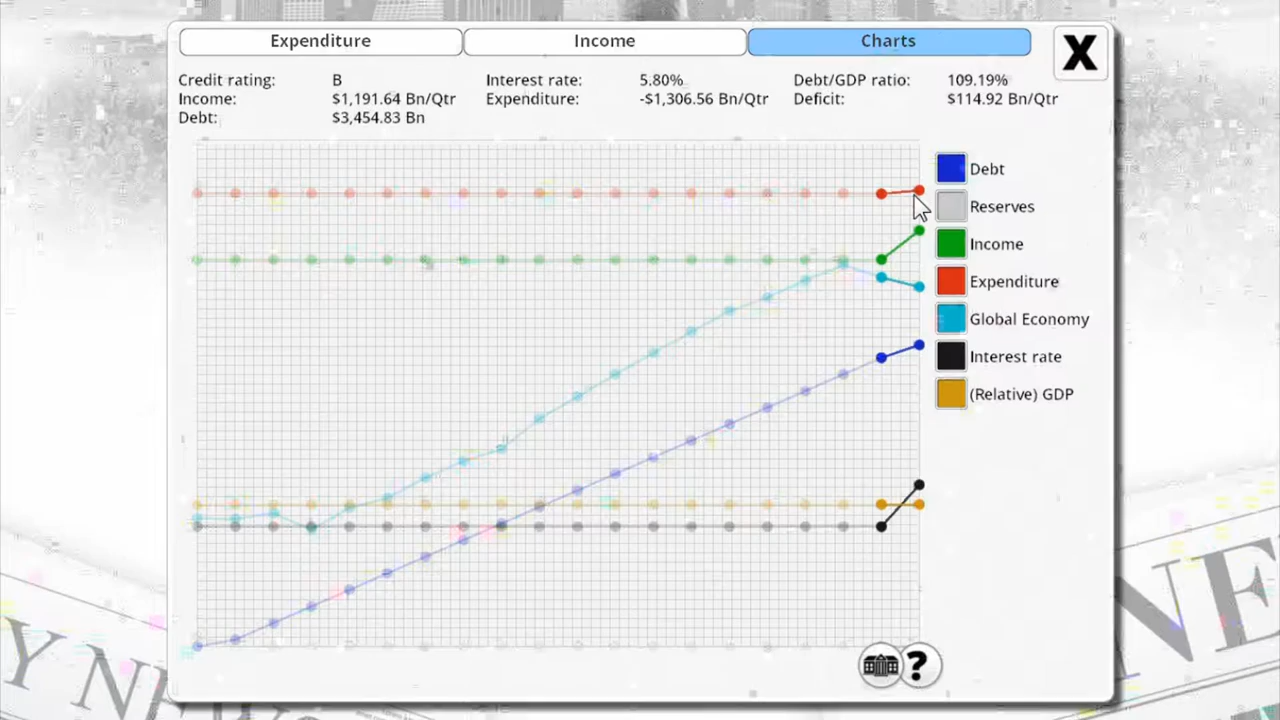 Expenditure Income Charts X
Credit rating: B Interest rate: 5.80% Debt/GDP ratio: 109.19%
Income: $1,191.64 Bn/Qtr Expenditure: -$1,306.56 Bn/Qtr Deficit: $114.92 Bn/Qtr
Debt: $3,454.83 Bn
Debt
Reserves
Income
Expenditure
Global Economy
Interest rate
(Relative) GDP
?
Y NEWS
NE